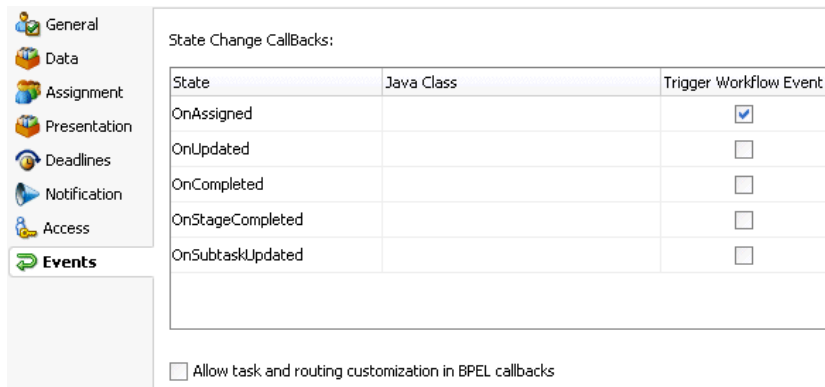 General
Data
Assignment
Presentation
Deadlines
Notification
Access
Events
State Change CallBacks:
State Java Class Trigger Workflow Event
OnAssigned
OnUpdated
OnCompleted
OnStageCompleted
OnSubtaskUpdated
Allow task and routing customization in BPEL callbacks